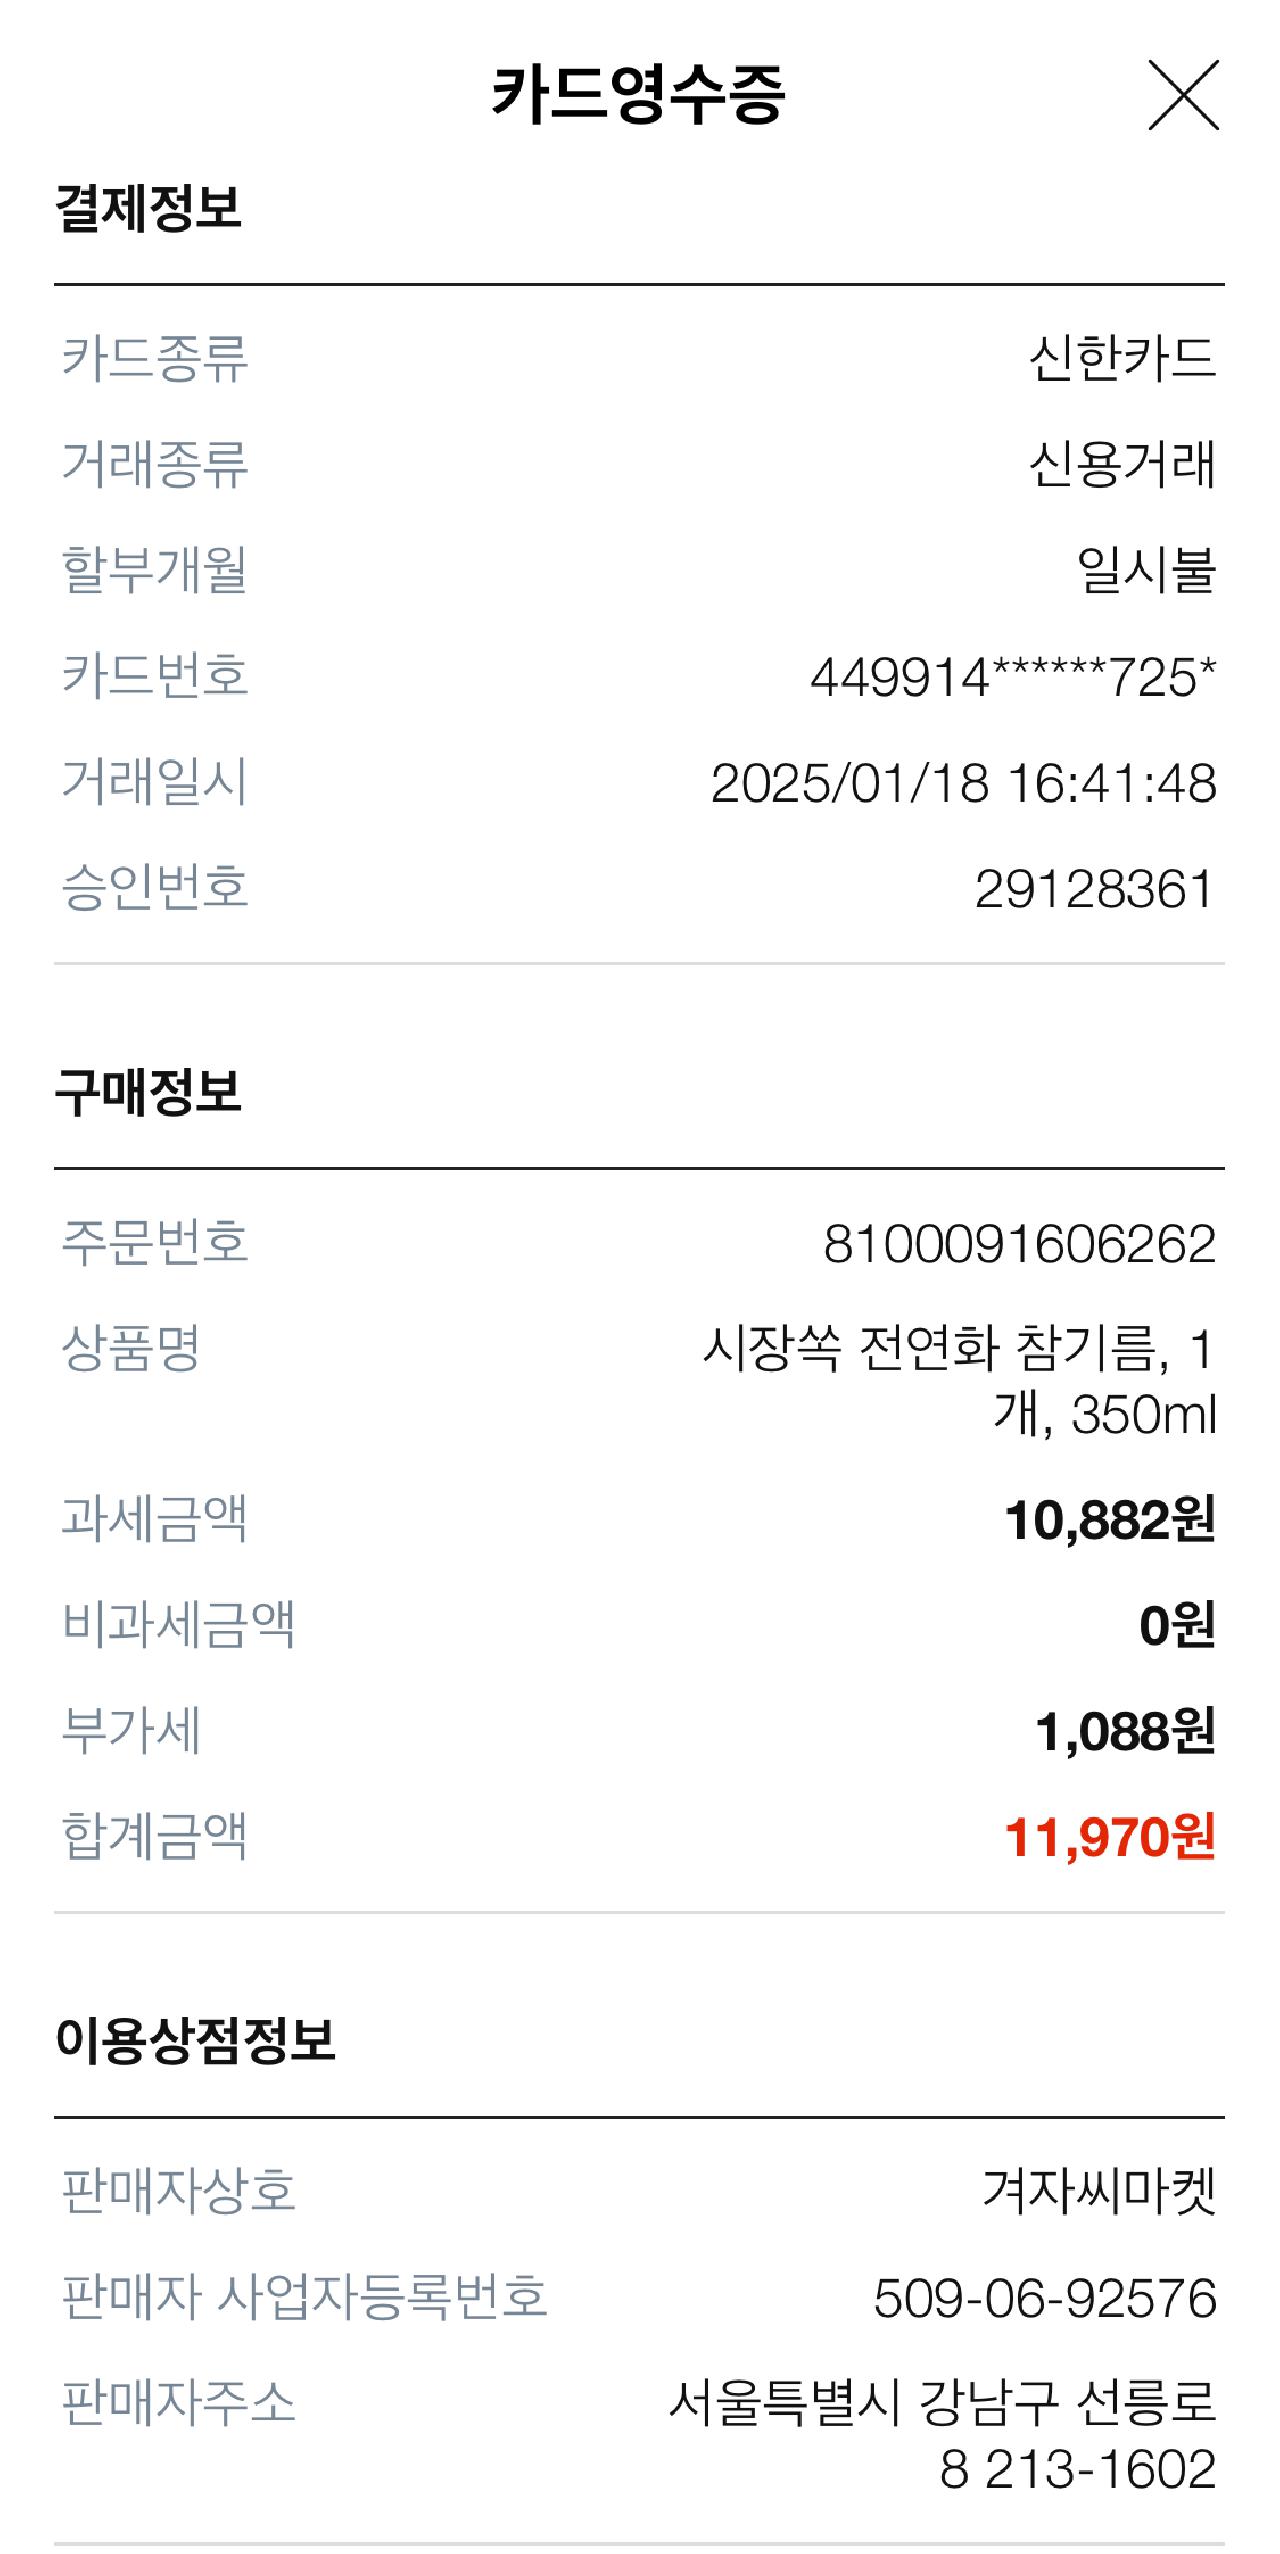 카드영수증
결제정보
카드종류 신한카드
거래종류 신용거래
할부개월 일시불
카드번호 449914******725*
거래일시 2025/01/18 16:41:48
승인번호 29128361
구매정보
주문번호 8100091606262
상품명 시장쏙 전연화 참기름, 1
개, 350ml
과세금액 10,882원
비과세금액 0원
부가세 1,088원
합계금액 11,970원
이용상점정보
판매자상호 겨자씨마켓
판매자 사업자등록번호 509-06-92576
판매자주소 서울특별시 강남구 선릉로
8 213-1602